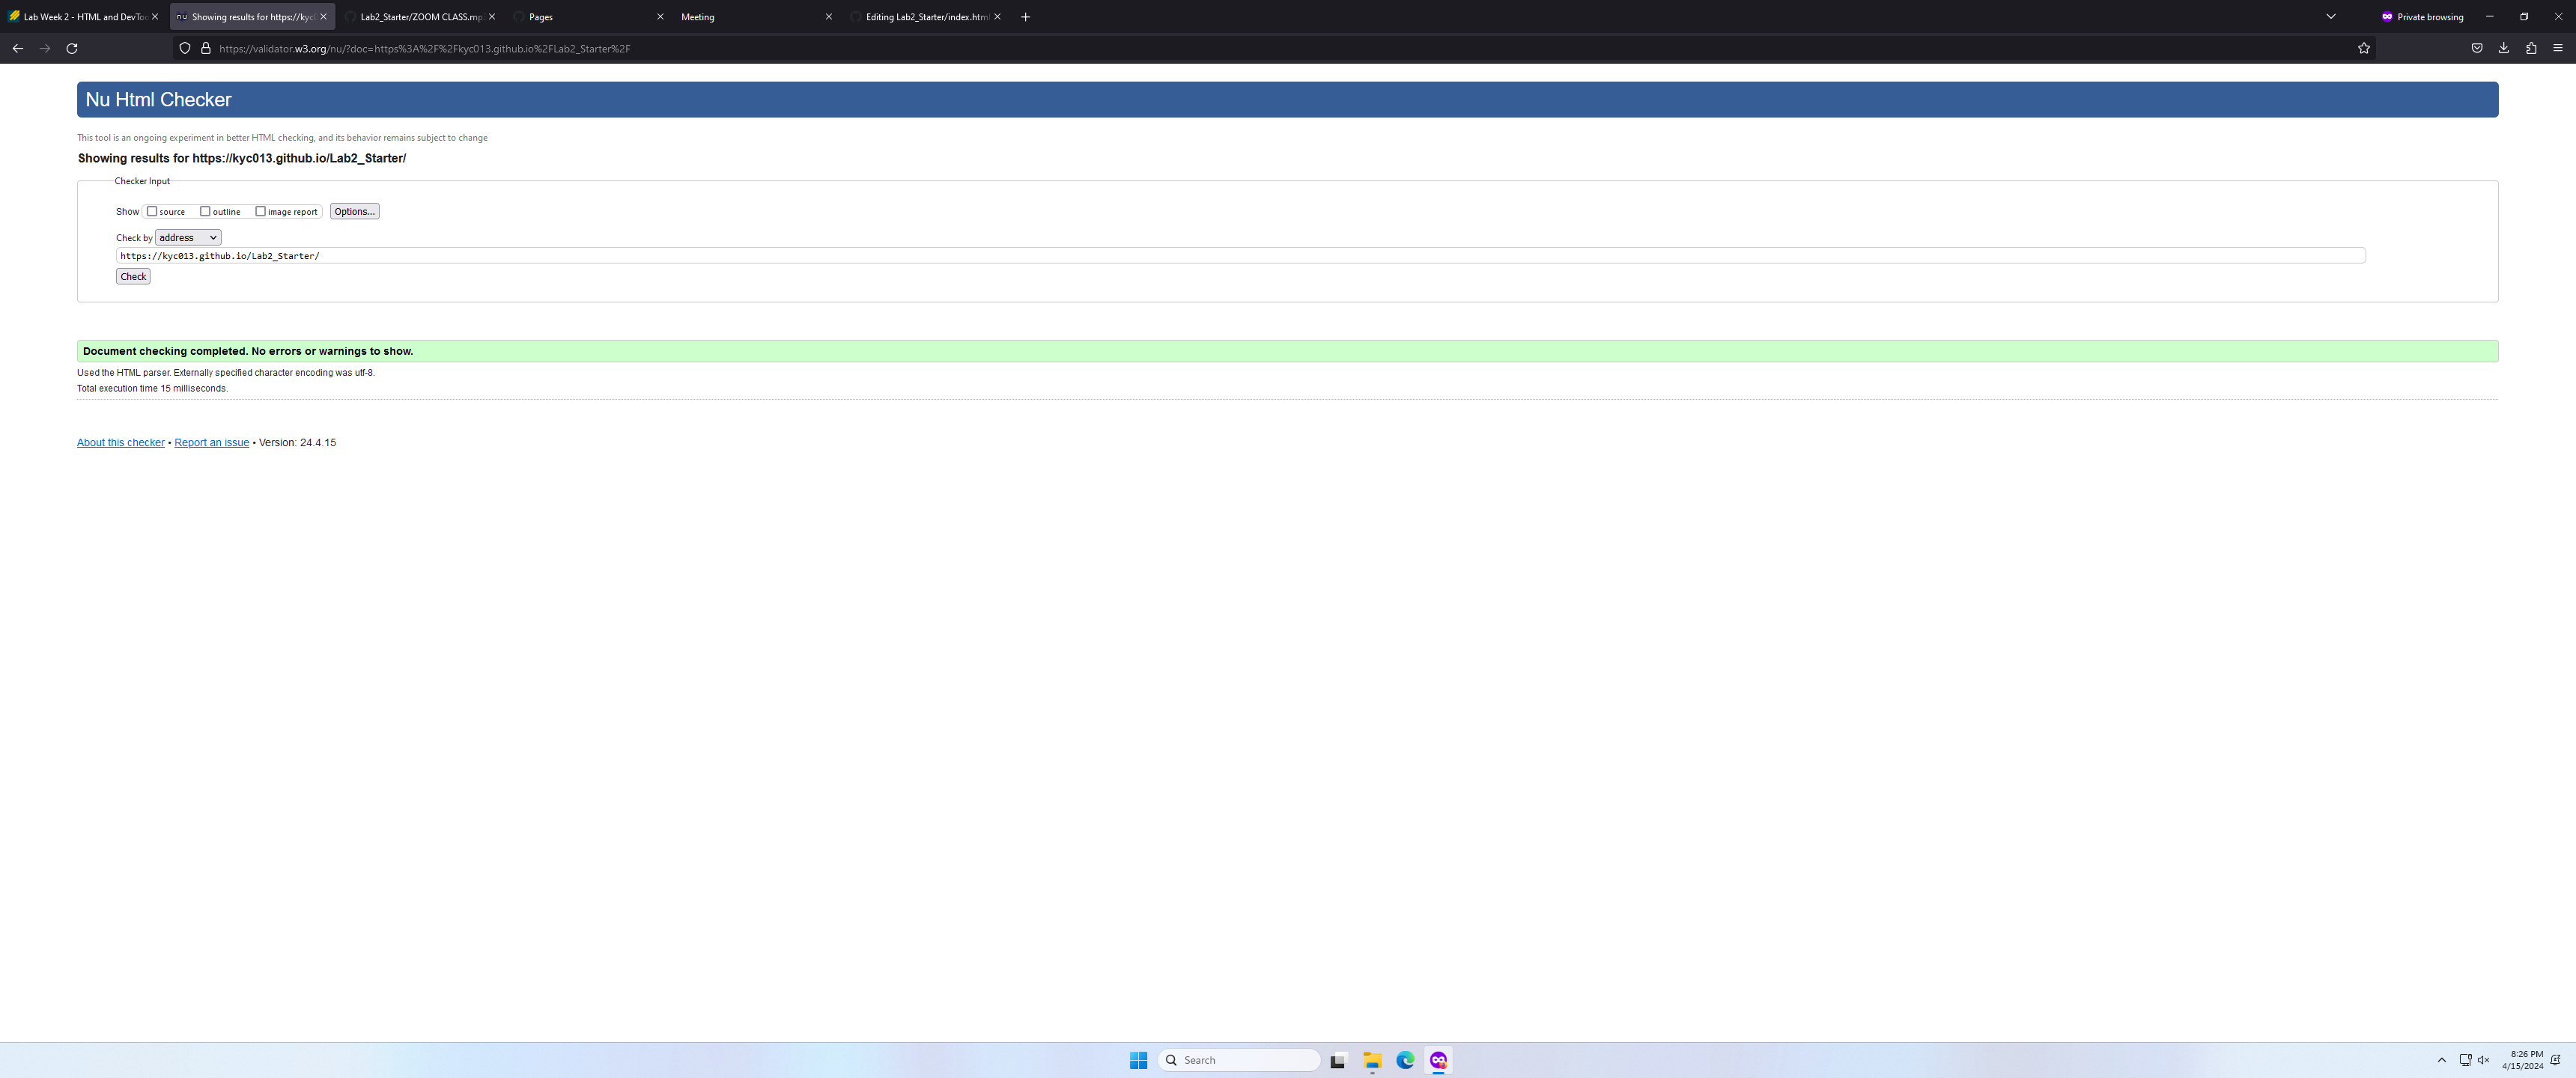 Lab Week 2 - HTML and DevToo
Showing results for https://kyc0
Lab2_Starter/ZOOM CLASS.mp3
Pages
Meeting
Editing Lab2_Starter/index.html
Private browsing
https://validator.w3.org/nu/?doc=https%3A%2F%2Fkyc013.github.io%2FLab2_Starter%2F
Nu Html Checker
This tool is an ongoing experiment in better HTML checking, and its behavior remains subject to change
Showing results for https://kyc013.github.io/Lab2_Starter/
Checker Input
Show source outline image report Options...
Check by address
https://kyc013.github.io/Lab2_Starter/
Check
Document checking completed. No errors or warnings to show.
Used the HTML parser. Externally specified character encoding was utf-8.
Total execution time 15 milliseconds.
About this checker • Report an issue • Version: 24.4.15
Search
8:26 PM
4/15/2024